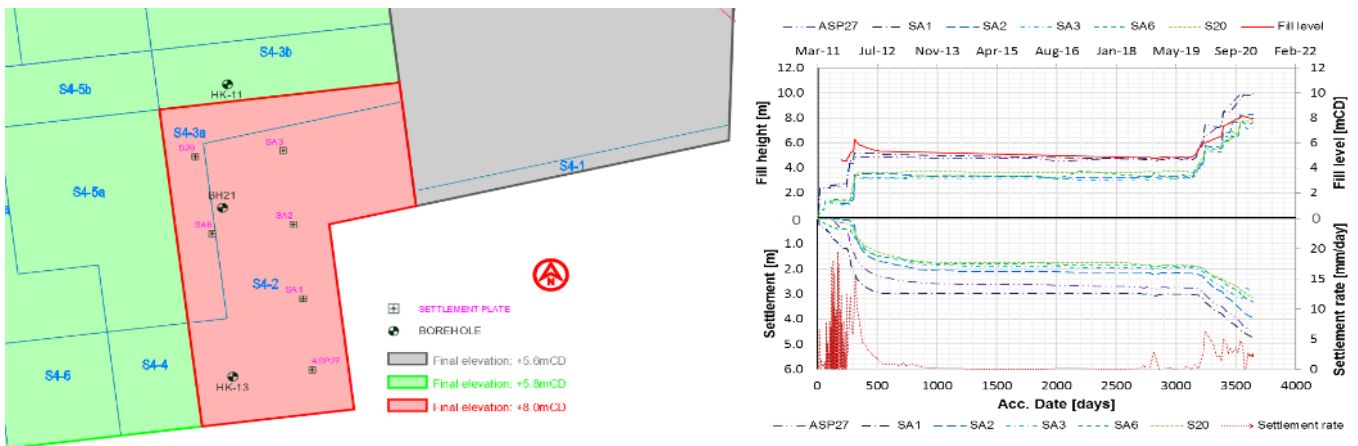 S4-3b
S4-5b
HK-11
S4-3a
S20
SA3
S4-1
S4-5a
BH21
SA2
SA6
S4-2
SA1
N
SETTLEMENT PLATE
BOREHOLE
S4-6
S4-4
ASP27
HK-13
Final elevation: +5.6mCD
Final elevation: +5.8mCD
Final elevation: +8.0mCD
ASP27 SA1 SA2 SA3 SA6 S20 Fill level
Mar-11 Jul-12 Nov-13 Apr-15 Aug-16 Jan-18 May-19 Sep-20 Feb-22
12.0 12
10.0 10
8.0 8
6.0 6
4.0 4
2.0 2
0 0
1.0
2.0 20
3.0 15
4.0 10
5.0 5
6.0 0
Fill height [m]
Fill level [mCD]
Settlement [m]
Settlement rate [mm/day]
0 500 1000 1500 2000 2500 3000 3500 4000
Acc. Date [days]
ASP27 SA1 SA2 SA3 SA6 S20 Settlement rate